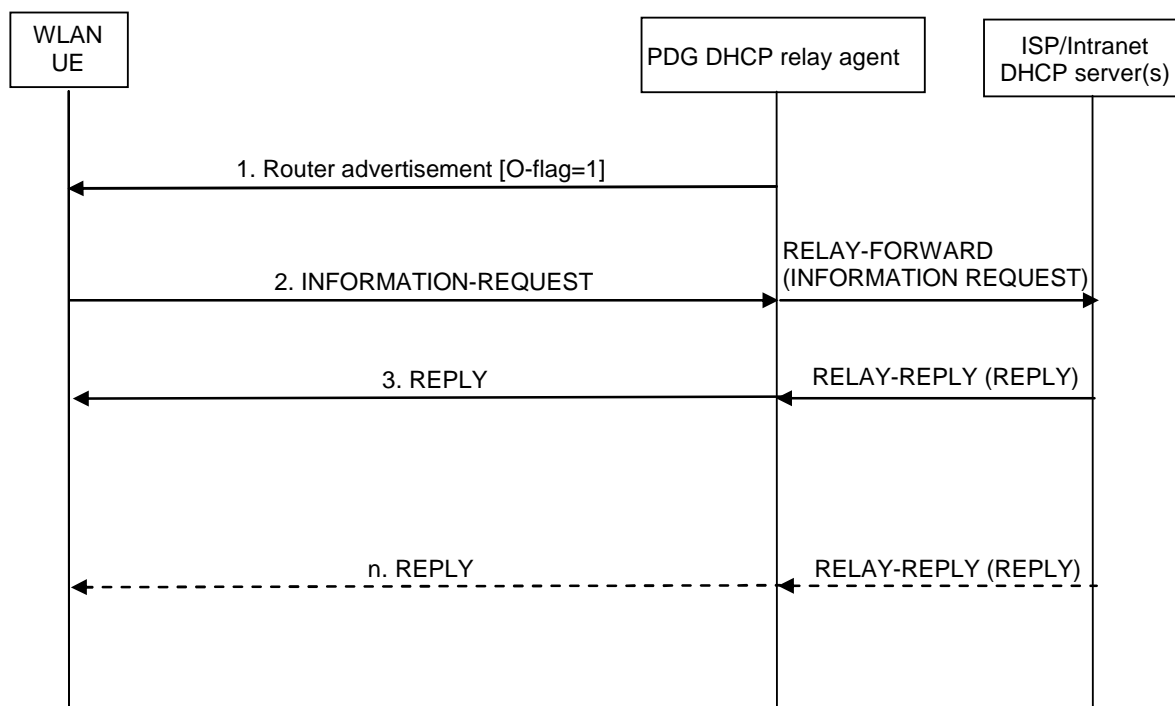 WLAN
UE
PDG DHCP relay agent
ISP/Intranet
DHCP server(s)
1. Router advertisement [O-flag=1]
RELAY-FORWARD
(INFORMATION REQUEST)
2. INFORMATION-REQUEST
3. REPLY
RELAY-REPLY (REPLY)
n. REPLY
RELAY-REPLY (REPLY)